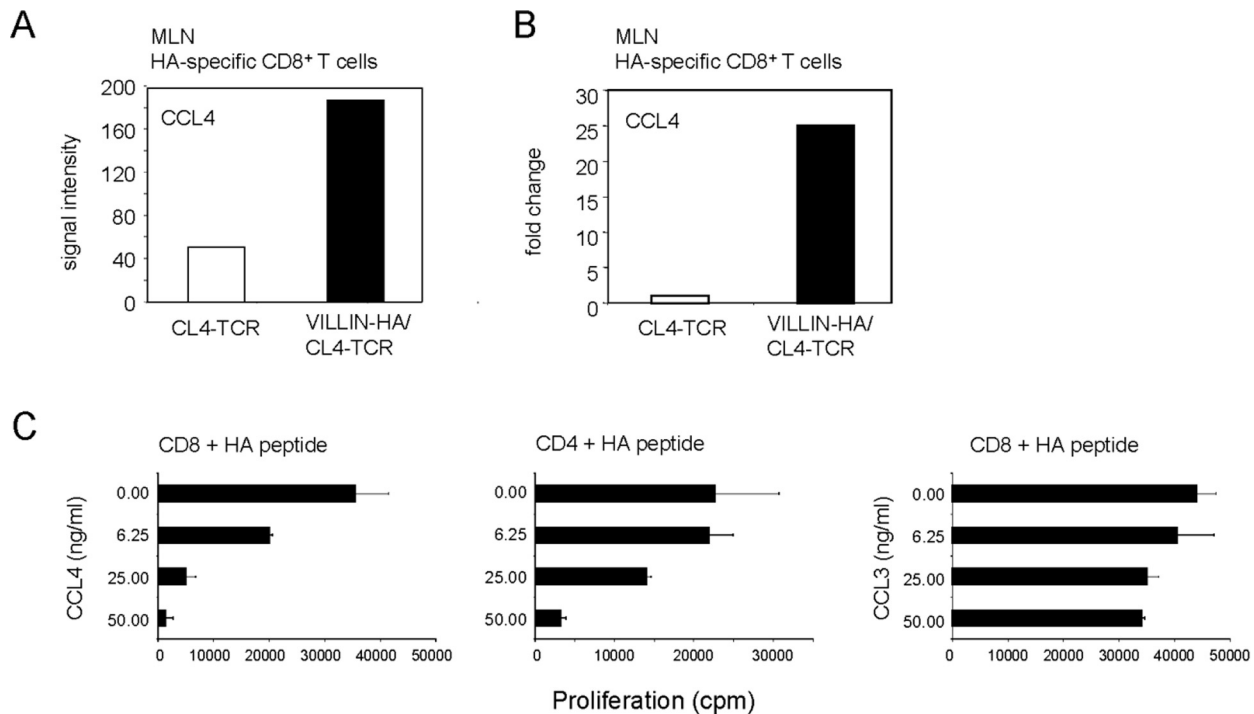 A
MLN
HA-specific CD8+ T cells
CCL4
signal intensity
200
160
120
80
40
0
CL4-TCR
VILLIN-HA/
CL4-TCR
B
MLN
HA-specific CD8+ T cells
CCL4
fold change
30
25
20
15
10
5
0
CL4-TCR
VILLIN-HA/
CL4-TCR
C
CD8 + HA peptide
CCL4 (ng/ml)
0.00
6.25
25.00
50.00
0 10000 20000 30000 40000 50000
CD4 + HA peptide
0.00
6.25
25.00
50.00
0 10000 20000 30000
CD8 + HA peptide
CCL3 (ng/ml)
0.00
6.25
25.00
50.00
0 10000 20000 30000 40000 50000
Proliferation (cpm)